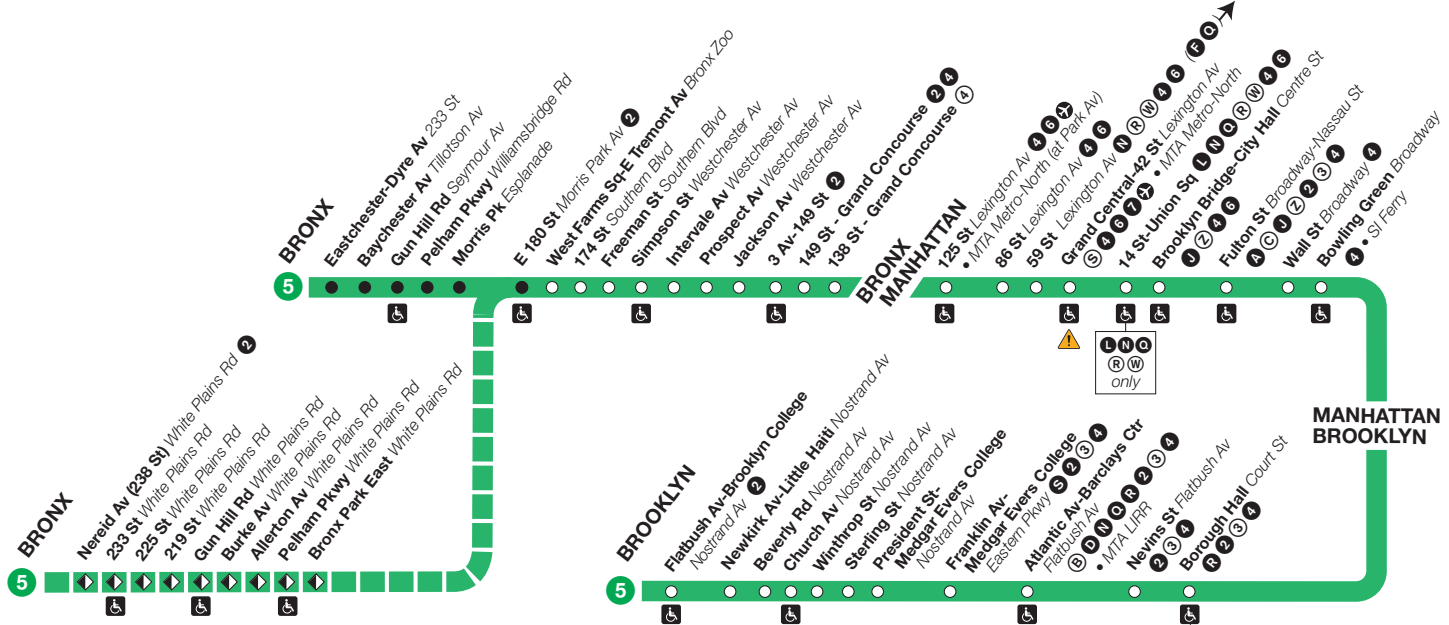 BRONX
5
Eastchester-Dyre Av 233 St
Baychester Av Tillotson Av
Gun Hill Rd Seymour Av
Pelham Pkwy Williamsbridge Rd
Morris Pk Esplanade
E 180 St Morris Park Av 2
West Farms Sq-E Tremont Av Bronx Zoo
174 St Southern Blvd
Freeman St Southern Blvd
Simpson St Westchester Av
Intervale Av Westchester Av
Prospect Av Westchester Av
Jackson Av Westchester Av
3 Av-149 St 2
149 St - Grand Concourse 2 4
138 St - Grand Concourse 4
BRONX
MANHATTAN
125 St Lexington Av 4 6
• MTA Metro-North (at Park Av)
86 St Lexington Av 4 6
59 St Lexington Av N R W 4 6 (F Q)
Grand Central-42 St Lexington Av
S 4 6 7 • MTA Metro-North
14 St-Union Sq L N Q R W 4 6
L N Q
R W
only
Brooklyn Bridge-City Hall Centre St
J Z 4 6
Fulton St Broadway-Nassau St
A C J Z 2 3 4
Wall St Broadway 4
Bowling Green Broadway
4 • SI Ferry
MANHATTAN
BROOKLYN
BRONX
5
Nereid Av (238 St) White Plains Rd 2
233 St White Plains Rd
225 St White Plains Rd
219 St White Plains Rd
Gun Hill Rd White Plains Rd
Burke Av White Plains Rd
Allerton Av White Plains Rd
Pelham Pkwy White Plains Rd
Bronx Park East White Plains Rd
BROOKLYN
5
Flatbush Av-Brooklyn College
Nostrand Av 2
Newkirk Av-Little Haiti Nostrand Av
Beverly Rd Nostrand Av
Church Av Nostrand Av
Winthrop St Nostrand Av
Sterling St Nostrand Av
President St-
Medgar Evers College
Nostrand Av
Franklin Av-
Medgar Evers College
Eastern Pkwy S 2 3 4
Atlantic Av-Barclays Ctr
Flatbush Av
B D N Q R 2 3 4
• MTA LIRR
Nevins St Flatbush Av
2 3 4
Borough Hall Court St
R 2 3 4